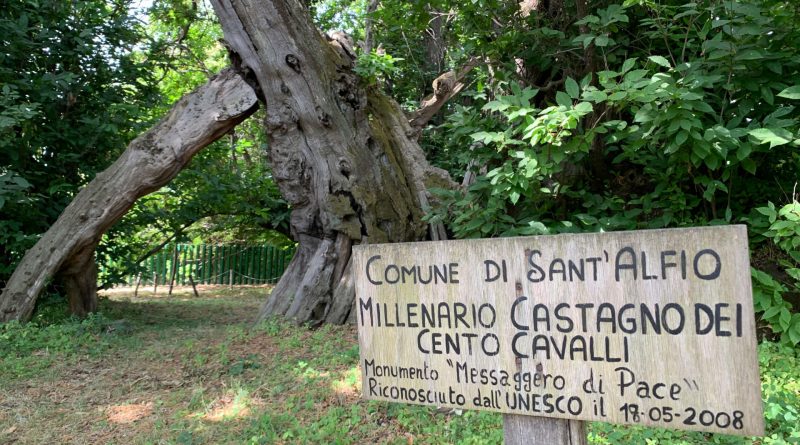 COMUNE DI SANT'ALFIO
MILLENARIO CASTAGNO DEI
CENTO CAVALLI
Monumento "Messaggero di Pace"
Riconosciuto dall'UNESCO il 18-05-2008